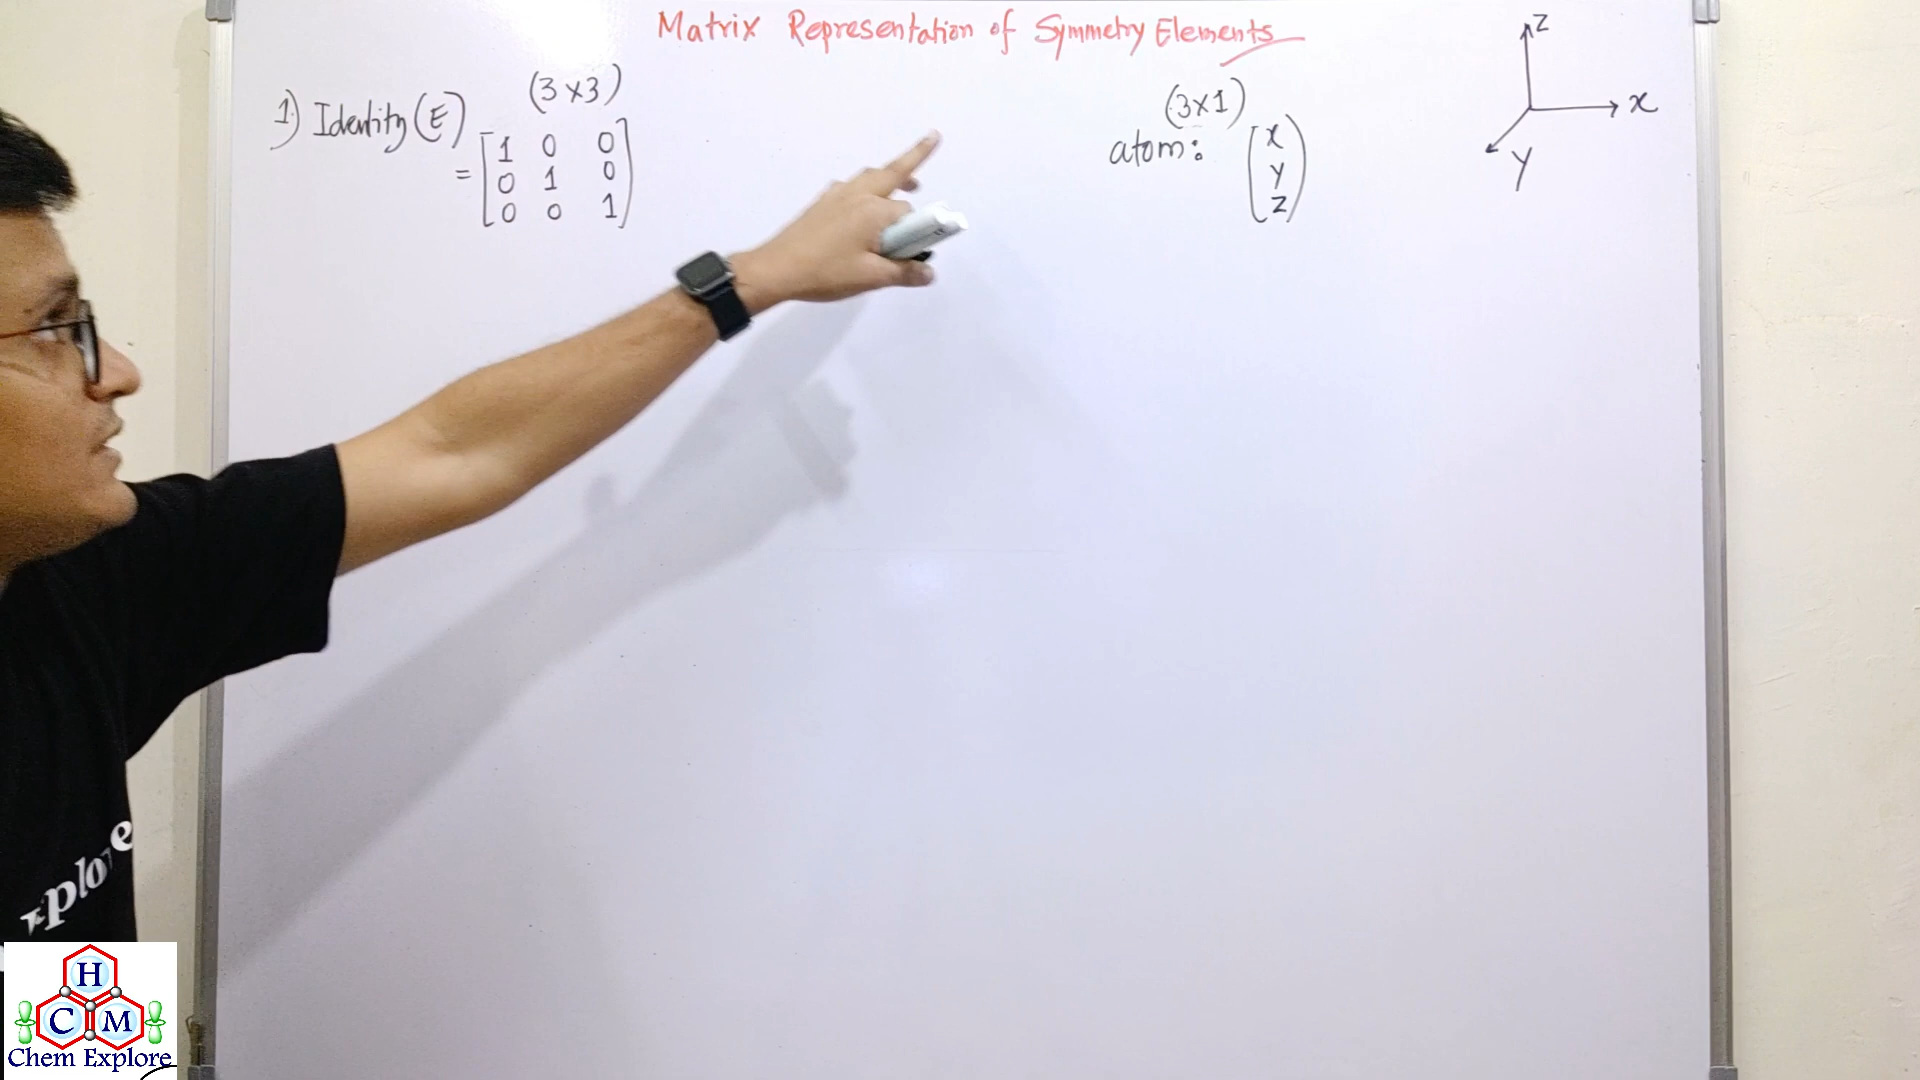 Matrix Representation of Symmetry Elements
1) Identity (E)
(3×3)
= [1 0 0
0 1 0
0 0 1]
(3×1)
atom:
[x
y
z]
z
x
y
xplore
H
C M
Chem Explore